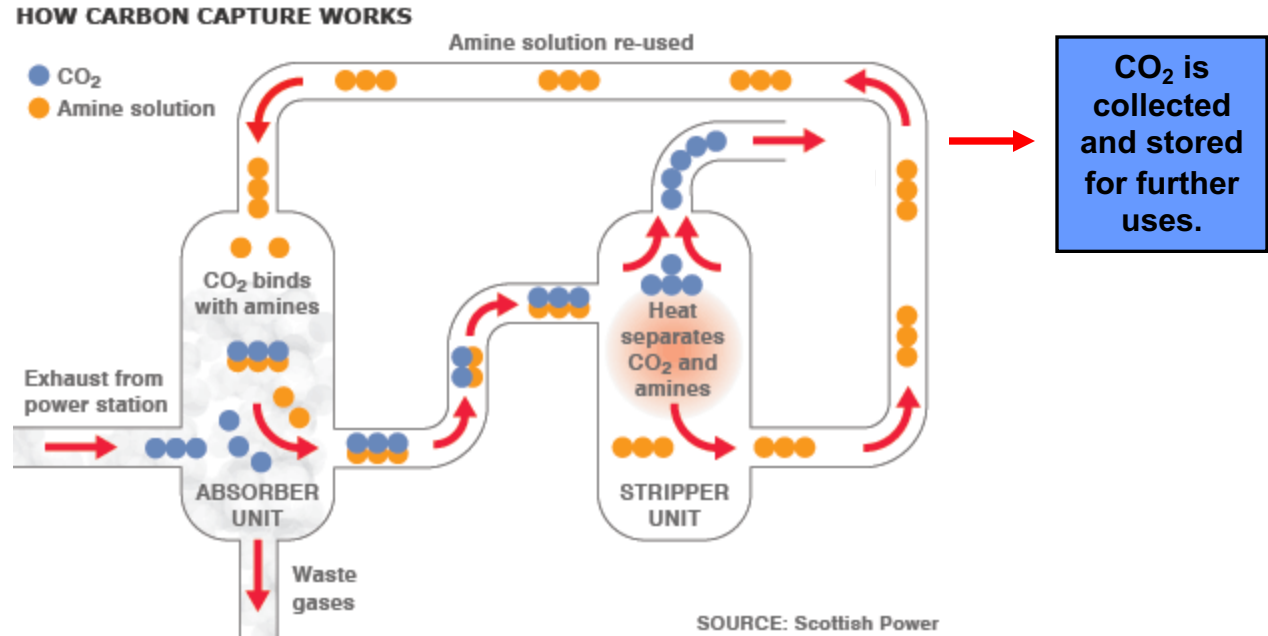 HOW CARBON CAPTURE WORKS
CO₂
Amine solution
Amine solution re-used
CO₂ is
collected
and stored
for further
uses.
CO₂ binds
with amines
Heat
separates
CO₂ and
amines
Exhaust from
power station
ABSORBER
UNIT
STRIPPER
UNIT
Waste
gases
SOURCE: Scottish Power